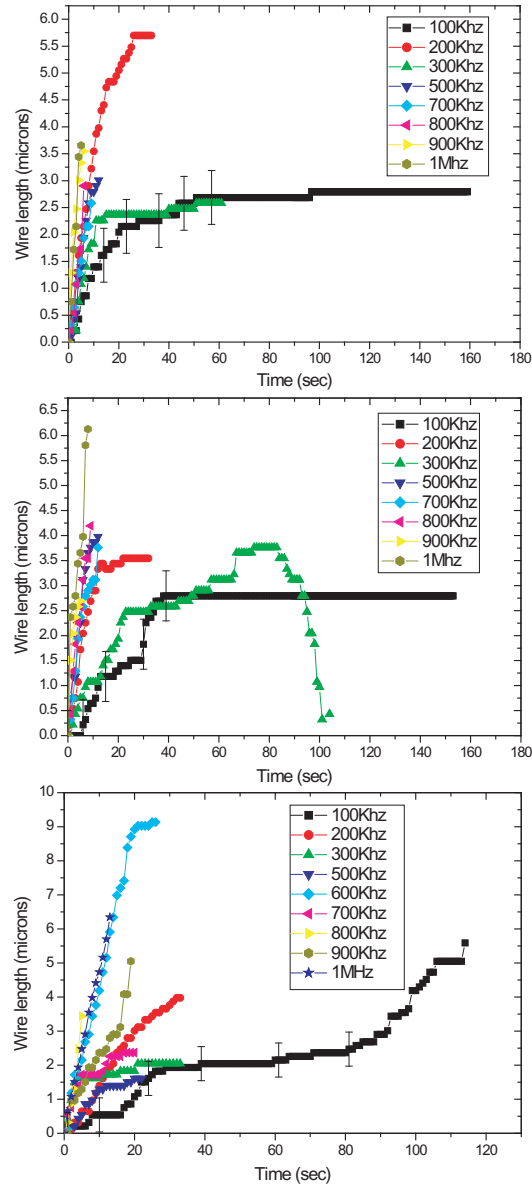 6.0
5.5
5.0
4.5
4.0
3.5
3.0
2.5
2.0
1.5
1.0
0.5
0.0
Wire length (microns)
100Khz
200Khz
300Khz
500Khz
700Khz
800Khz
900Khz
1Mhz
0 20 40 60 80 100 120 140 160 180
Time (sec)
6.5
6.0
5.5
5.0
4.5
4.0
3.5
3.0
2.5
2.0
1.5
1.0
0.5
0.0
Wire length (microns)
100Khz
200Khz
300Khz
500Khz
700Khz
800Khz
900Khz
1Mhz
0 20 40 60 80 100 120 140 160 180
Time (sec)
10
9
8
7
6
5
4
3
2
1
0
Wire length (microns)
100Khz
200Khz
300Khz
500Khz
600Khz
700Khz
800Khz
900Khz
1MHz
0 20 40 60 80 100 120
Time (sec)